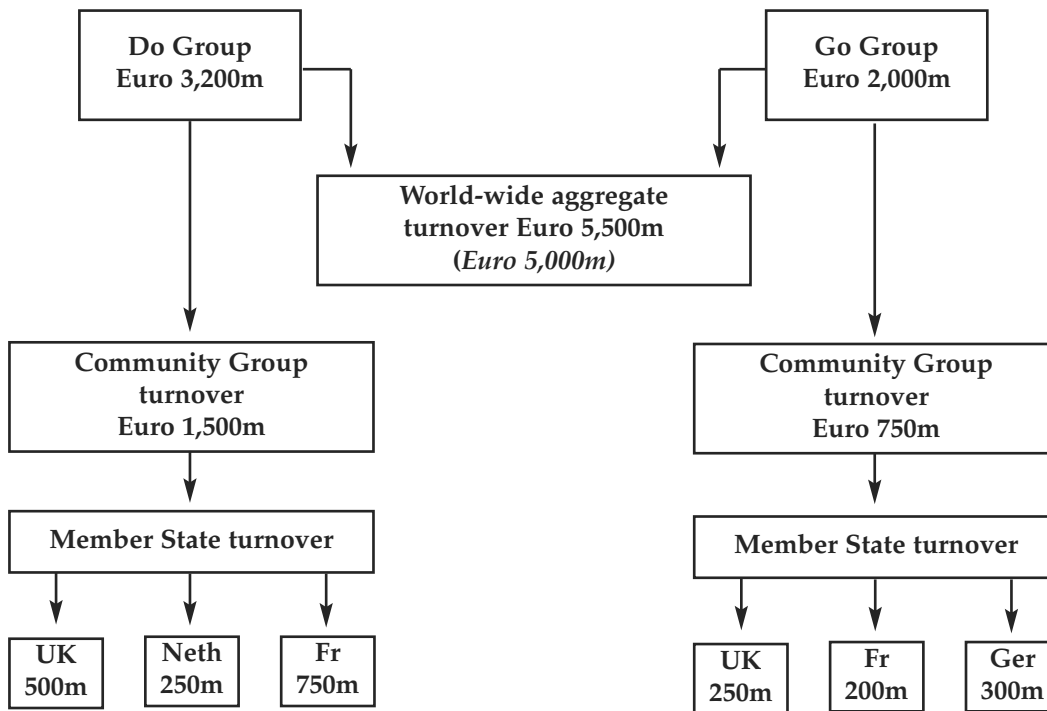 Do Group
Euro 3,200m
Go Group
Euro 2,000m
World-wide aggregate
turnover Euro 5,500m
(Euro 5,000m)
Community Group
turnover
Euro 1,500m
Community Group
turnover
Euro 750m
Member State turnover
Member State turnover
UK
500m
Neth
250m
Fr
750m
UK
250m
Fr
200m
Ger
300m